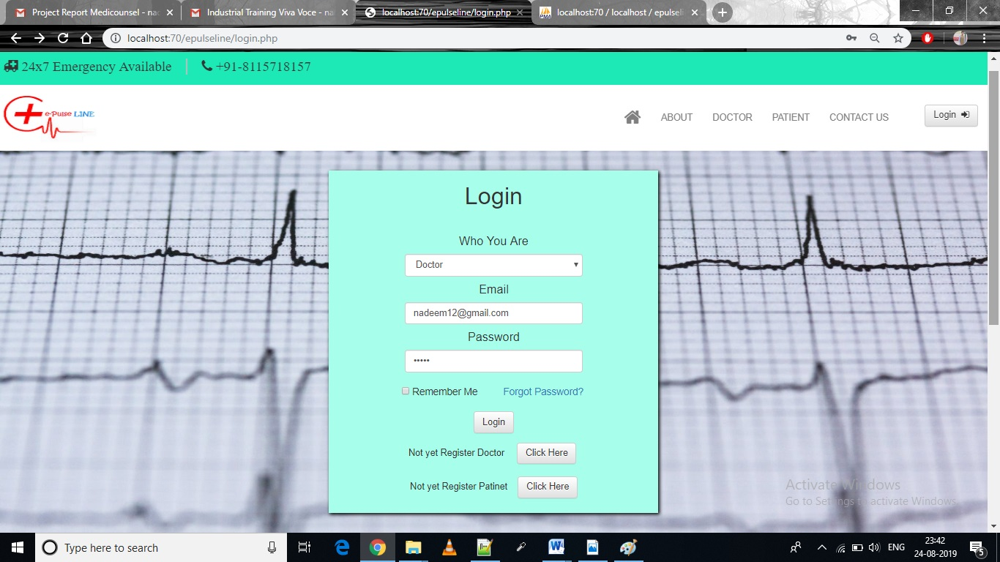 Project Report Medicounsel - nac
Industrial Training Viva Voce - na
localhost:70/epulseline/login.php
localhost:70 / localhost / epulseli
localhost:70/epulseline/login.php
24x7 Emergency Available
+91-8115718157
e-Pulse LINE
ABOUT DOCTOR PATIENT CONTACT US
Login
Login
Who You Are
Doctor
Email
nadeem12@gmail.com
Password
•••••
Remember Me Forgot Password?
Login
Not yet Register Doctor Click Here
Not yet Register Patinet Click Here
Activate Windows
Go to Settings to activate Windows.
Type here to search
ENG
23:42
24-08-2019
5